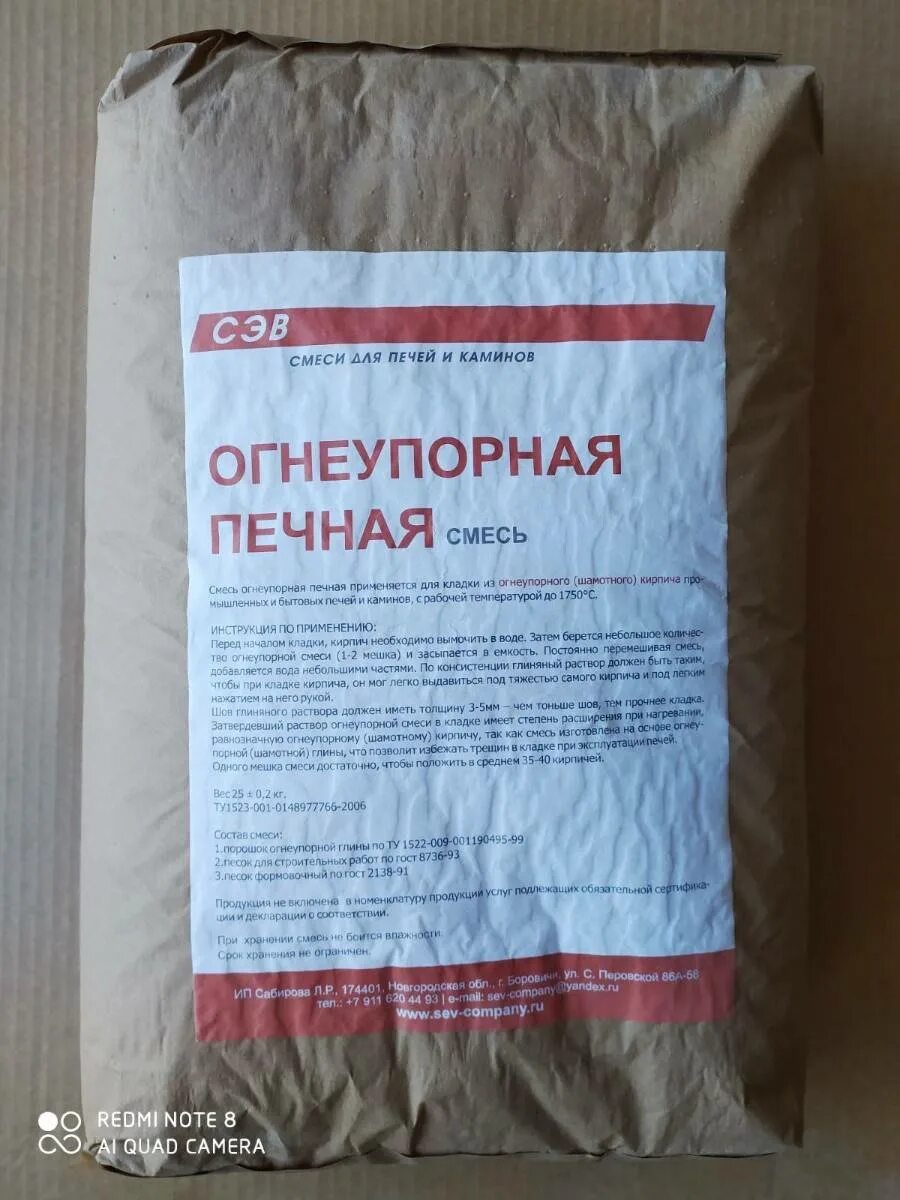 СЭВ
СМЕСИ ДЛЯ ПЕЧЕЙ И КАМИНОВ
ОГНЕУПОРНАЯ
ПЕЧНАЯ СМЕСЬ
Смесь огнеупорная печная применяется для кладки из огнеупорного (шамотного) кирпича про-
мышленных и бытовых печей и каминов, с рабочей температурой до 1750°С.
ИНСТРУКЦИЯ ПО ПРИМЕНЕНИЮ:
Перед началом кладки, кирпич необходимо вымочить в воде. Затем берется небольшое количес-
тво огнеупорной смеси (1-2 мешка) и засыпается в емкость. Постоянно перемешивая смесь,
добавляется вода небольшими частями. По консистенции глиняный раствор должен быть таким,
чтобы при кладке кирпича, он мог легко выдавиться под тяжестью самого кирпича и под легким
нажатием на него рукой.
Шов глиняного раствора должен иметь толщину 3-5мм – чем тоньше шов, тем прочнее кладка.
Затвердевший раствор огнеупорной смеси в кладке имеет степень расширения при нагревании,
равнозначную огнеупорному (шамотному) кирпичу, так как смесь изготовлена на основе огнеу-
порной (шамотной) глины, что позволит избежать трещин в кладке при эксплуатации печей.
Одного мешка смеси достаточно, чтобы положить в среднем 35-40 кирпичей.
Вес 25 ± 0,2 кг.
ТУ1523-001-0148977766-2006
Состав смеси:
1.порошок огнеупорной глины по ТУ 1522-009-001190495-99
2.песок для строительных работ по гост 8736-93
3.песок формовочный по гост 2138-91
Продукция не включена в номенклатуру продукции услуг подлежащих обязательной сертифика-
ции и декларации о соответствии.
При хранении смесь не боится влажности.
Срок хранения не ограничен.
ИП Сабирова Л.Р., 174401, Новгородская обл., г. Боровичи, ул. С. Перовской 86А-58
тел.: +7 911 620 44 93 | e-mail: sev-company@yandex.ru
www.sev-company.ru
REDMI NOTE 8
AI QUAD CAMERA